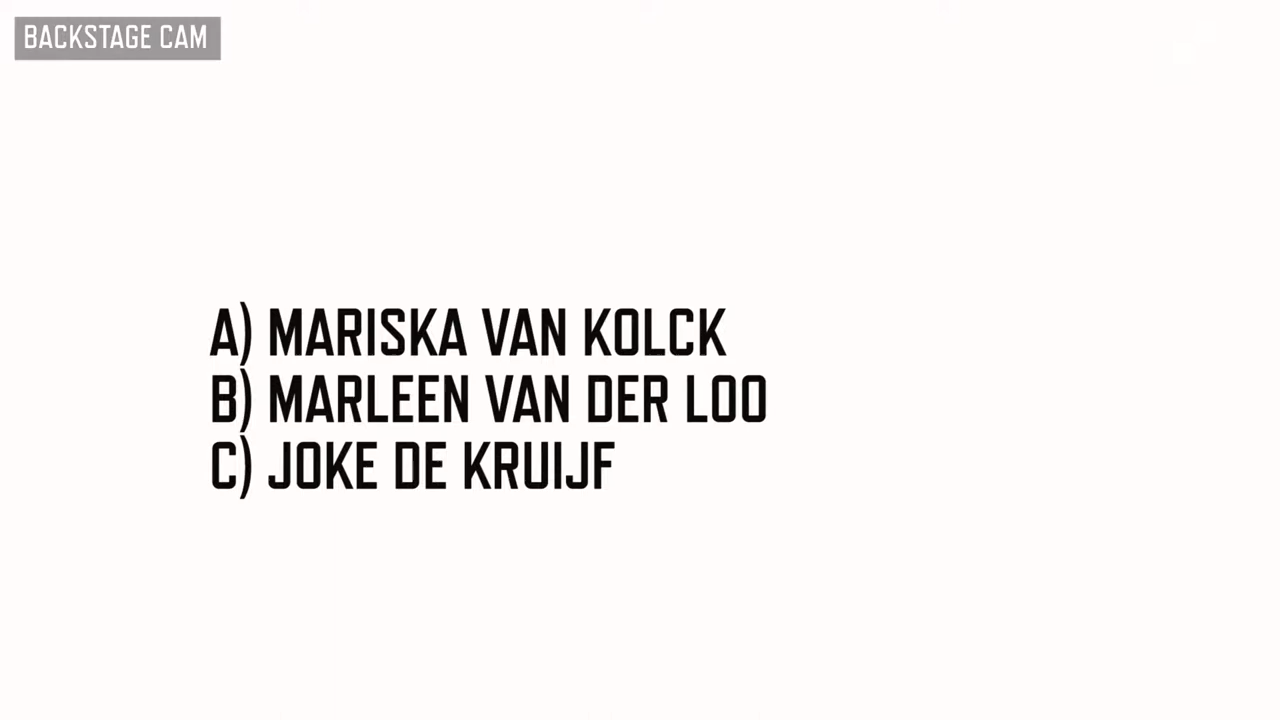 BACKSTAGE CAM
A) MARISKA VAN KOLCK
B) MARLEEN VAN DER LOO
C) JOKE DE KRUIJF